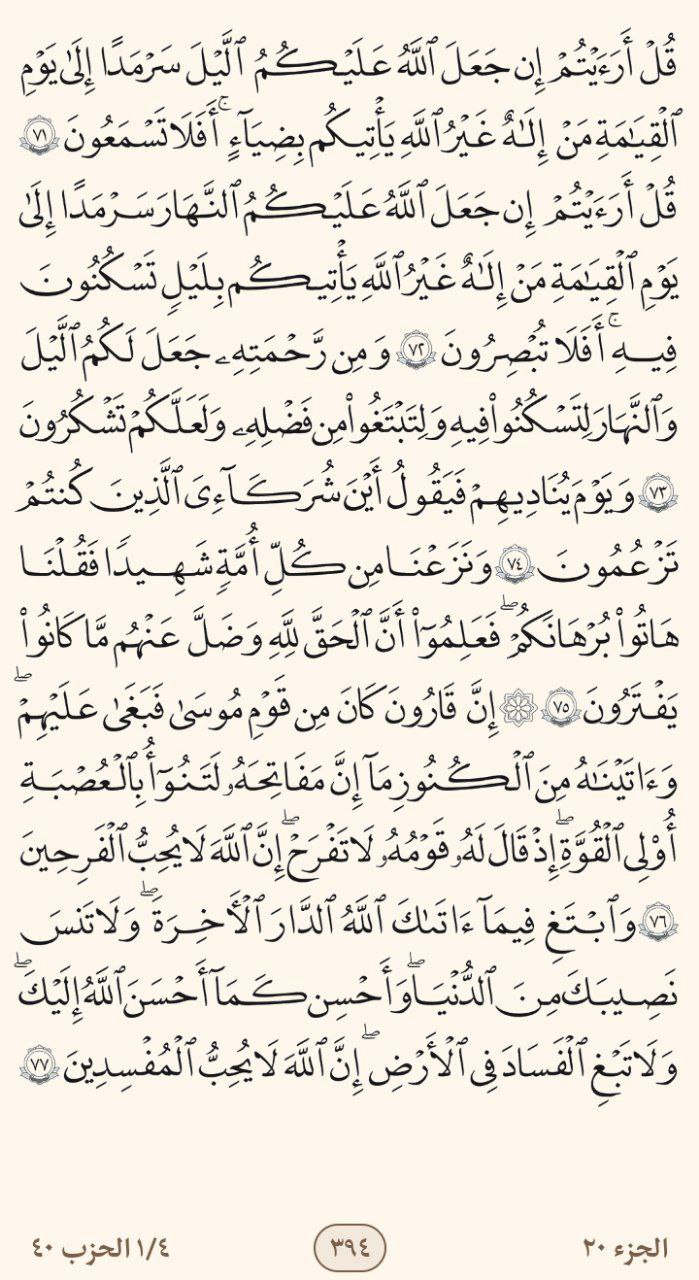 قُلْ أَرَءَيْتُمْ إِن جَعَلَ ٱللَّهُ عَلَيْكُمُ ٱلَّيْلَ سَرْمَدًا إِلَىٰ يَوْمِ
ٱلْقِيَـٰمَةِ مَنْ إِلَـٰهٌ غَيْرُ ٱللَّهِ يَأْتِيكُم بِضِيَآءٍ ۚ أَفَلَا تَسْمَعُونَ ٧١
قُلْ أَرَءَيْتُمْ إِن جَعَلَ ٱللَّهُ عَلَيْكُمُ ٱلنَّهَارَ سَرْمَدًا إِلَىٰ
يَوْمِ ٱلْقِيَـٰمَةِ مَنْ إِلَـٰهٌ غَيْرُ ٱللَّهِ يَأْتِيكُم بِلَيْلٍ تَسْكُنُونَ
فِيهِ ۚ أَفَلَا تُبْصِرُونَ ٧٢ وَمِن رَّحْمَتِهِۦ جَعَلَ لَكُمُ ٱلَّيْلَ
وَٱلنَّهَارَ لِتَسْكُنُوا۟ فِيهِ وَلِتَبْتَغُوا۟ مِن فَضْلِهِۦ وَلَعَلَّكُمْ تَشْكُرُونَ
٧٣ وَيَوْمَ يُنَادِيهِمْ فَيَقُولُ أَيْنَ شُرَكَآءِىَ ٱلَّذِينَ كُنتُمْ
تَزْعُمُونَ ٧٤ وَنَزَعْنَا مِن كُلِّ أُمَّةٍ شَهِيدًا فَقُلْنَا
هَاتُوا۟ بُرْهَانَكُمْ ۖ فَعَلِمُوٓا۟ أَنَّ ٱلْحَقَّ لِلَّهِ وَضَلَّ عَنْهُم مَّا كَانُوا۟
يَفْتَرُونَ ٧٥ ۞ إِنَّ قَارُونَ كَانَ مِن قَوْمِ مُوسَىٰ فَبَغَىٰ عَلَيْهِمْ ۖ
وَءَاتَيْنَـٰهُ مِنَ ٱلْكُنُوزِ مَآ إِنَّ مَفَاتِحَهُۥ لَتَنُوٓأُ بِٱلْعُصْبَةِ
أُو۟لِى ٱلْقُوَّةِ ۖ إِذْ قَالَ لَهُۥ قَوْمُهُۥ لَا تَفْرَحْ ۖ إِنَّ ٱللَّهَ لَا يُحِبُّ ٱلْفَرِحِينَ
٧٦ وَٱبْتَغِ فِيمَآ ءَاتَىٰكَ ٱللَّهُ ٱلدَّارَ ٱلْـَٔاخِرَةَ ۖ وَلَا تَنسَ
نَصِيبَكَ مِنَ ٱلدُّنْيَا ۖ وَأَحْسِن كَمَآ أَحْسَنَ ٱللَّهُ إِلَيْكَ ۖ
وَلَا تَبْغِ ٱلْفَسَادَ فِى ٱلْأَرْضِ ۖ إِنَّ ٱللَّهَ لَا يُحِبُّ ٱلْمُفْسِدِينَ ٧٧
الجزء ٢٠ ٣٩٤ ١/٤ الحزب ٤٠